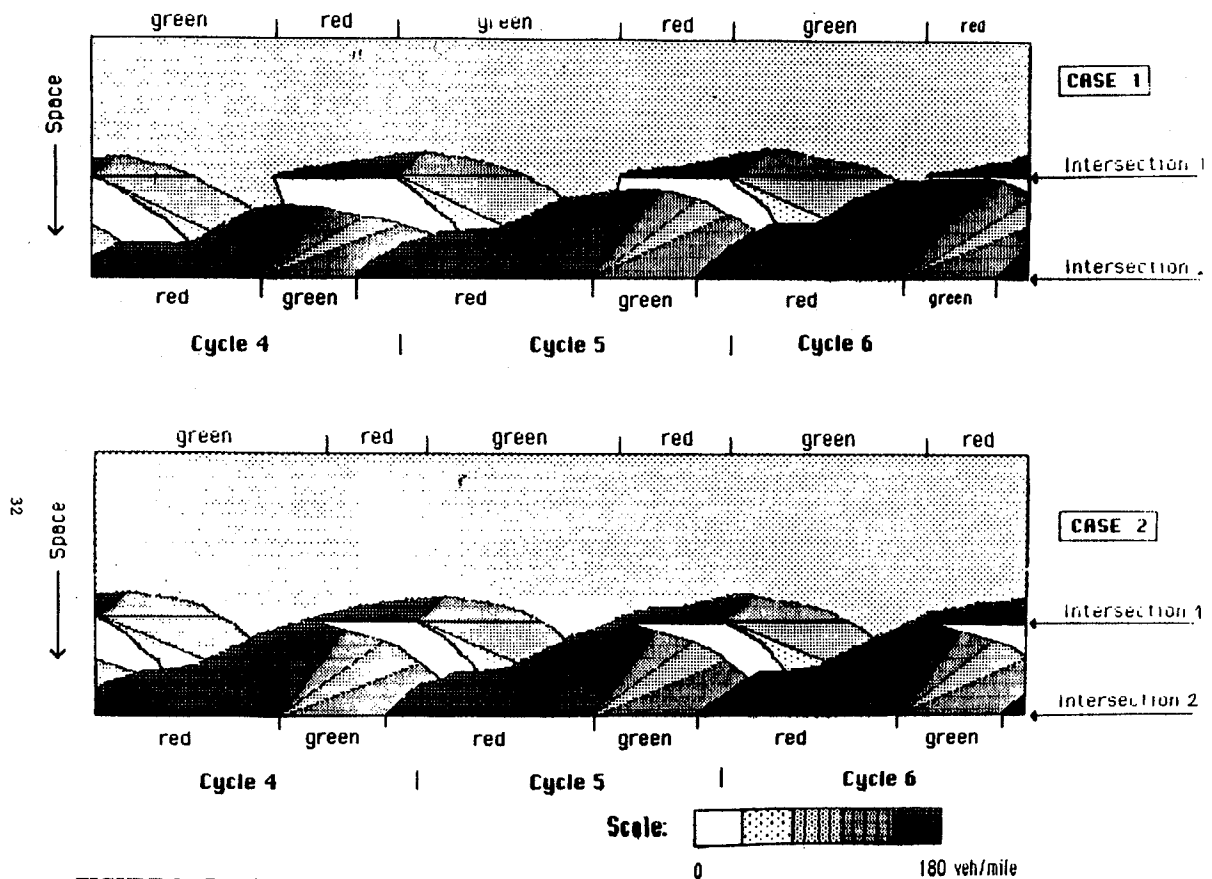 green red green red green red
CASE 1
Space
Intersection 1
Intersection
red green red green red green
Cycle 4 | Cycle 5 | Cycle 6
green red green red green red
CASE 2
32
Space
Intersection 1
Intersection 2
red green red green red green
Cycle 4 | Cycle 5 | Cycle 6
Scale:
0 180 veh/mile